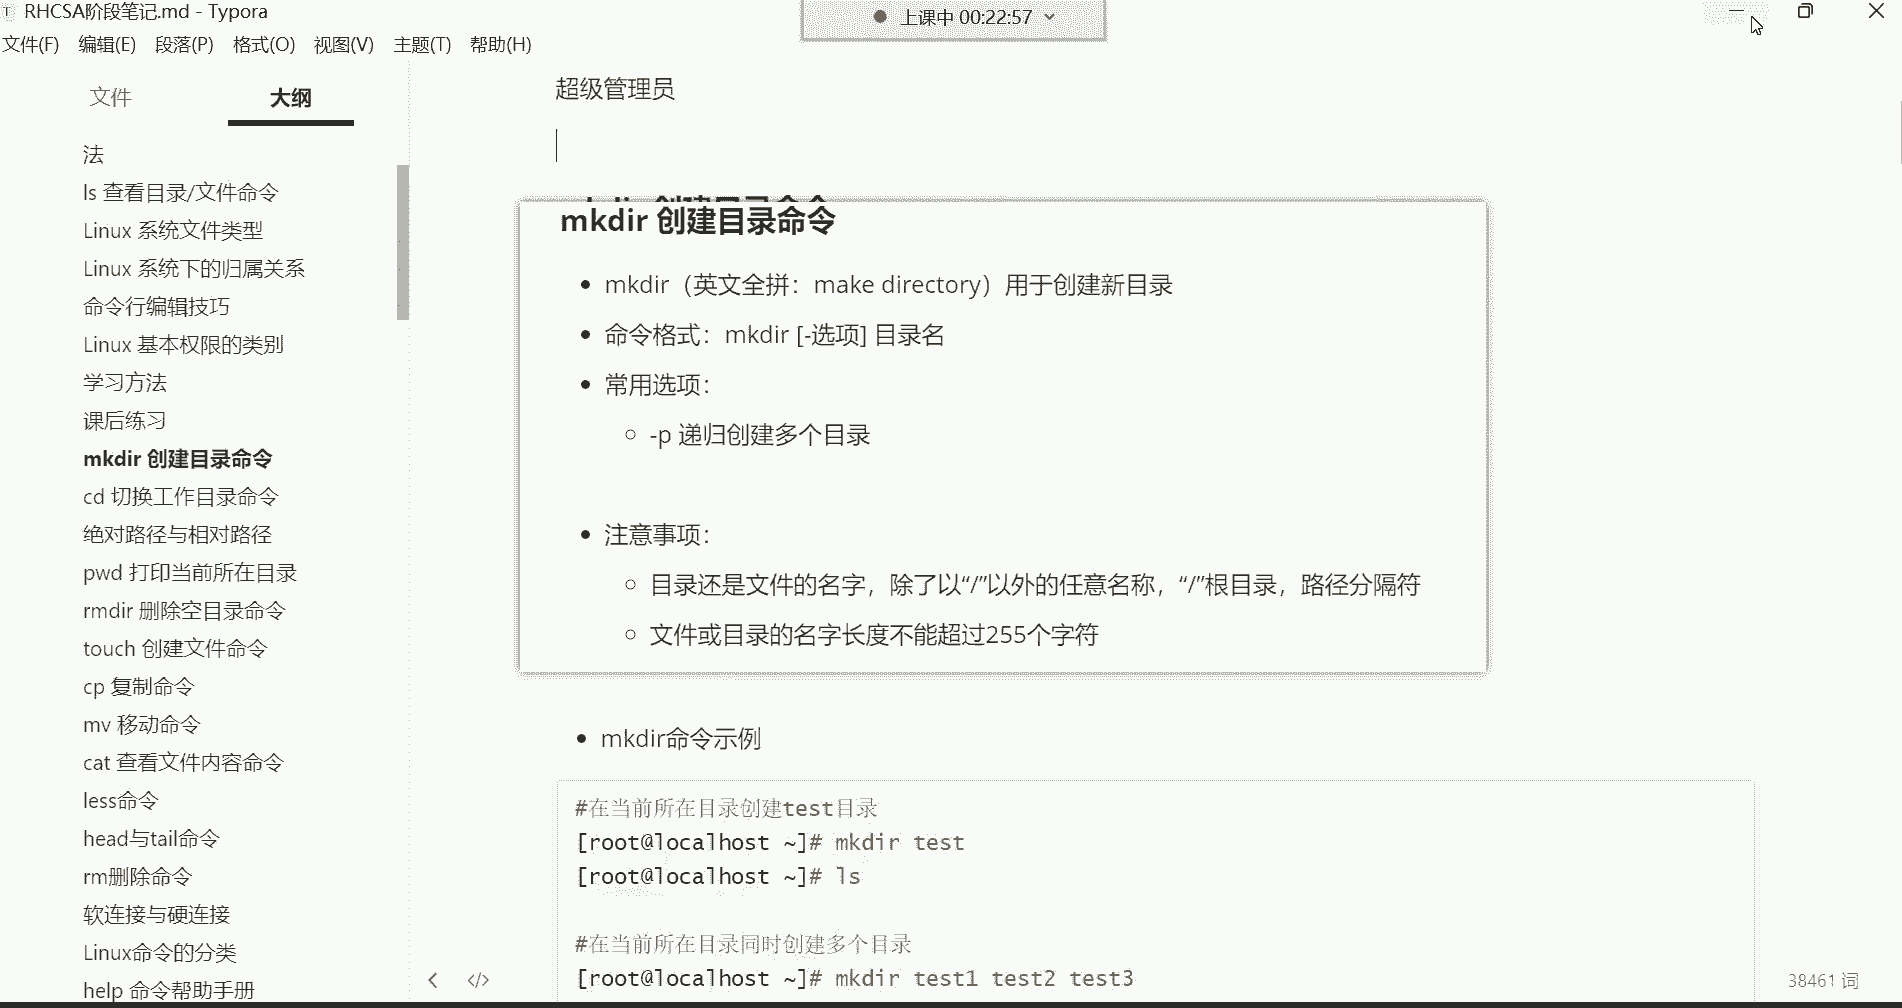 RHCSA阶段笔记.md - Typora
上课中 00:22:57
文件(F) 编辑(E) 段落(P) 格式(O) 视图(V) 主题(T) 帮助(H)
文件 大纲
法
ls 查看目录/文件命令
Linux 系统文件类型
Linux 系统下的归属关系
命令行编辑技巧
Linux 基本权限的类别
学习方法
课后练习
mkdir 创建目录命令
cd 切换工作目录命令
绝对路径与相对路径
pwd 打印当前所在目录
rmdir 删除空目录命令
touch 创建文件命令
cp 复制命令
mv 移动命令
cat 查看文件内容命令
less命令
head与tail命令
rm删除命令
软连接与硬连接
Linux命令的分类
help 命令帮助手册
超级管理员
mkdir 创建目录命令
mkdir（英文全拼：make directory）用于创建新目录
命令格式：mkdir [-选项] 目录名
常用选项：
-p 递归创建多个目录
注意事项：
目录还是文件的名字，除了以“/”以外的任意名称，“/”根目录，路径分隔符
文件或目录的名字长度不能超过255个字符
mkdir命令示例
#在当前所在目录创建test目录
[root@localhost ~]# mkdir test
[root@localhost ~]# ls
#在当前所在目录同时创建多个目录
[root@localhost ~]# mkdir test1 test2 test3
38461 词